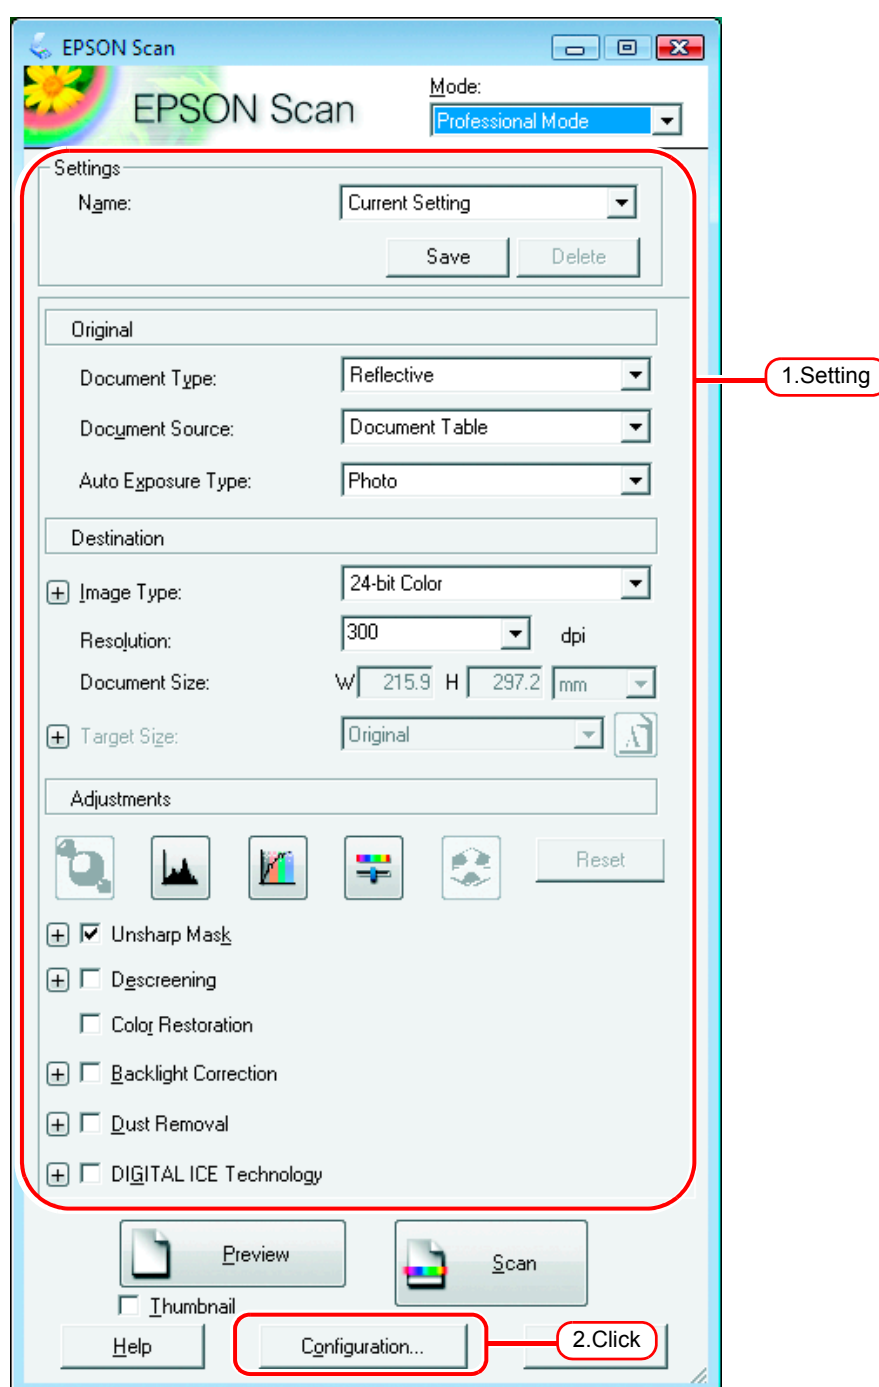 EPSON Scan
EPSON Scan
Mode:
Professional Mode
Settings
Name:
Current Setting
Save
Delete
Original
Document Type:
Reflective
1.Setting
Document Source:
Document Table
Auto Exposure Type:
Photo
Destination
Image Type:
24-bit Color
Resolution:
300
dpi
Document Size:
W 215.9 H 297.2 mm
Target Size:
Original
Adjustments
Reset
Unsharp Mask
Descreening
Color Restoration
Backlight Correction
Dust Removal
DIGITAL ICE Technology
Preview
Scan
Thumbnail
Help
Configuration...
2.Click